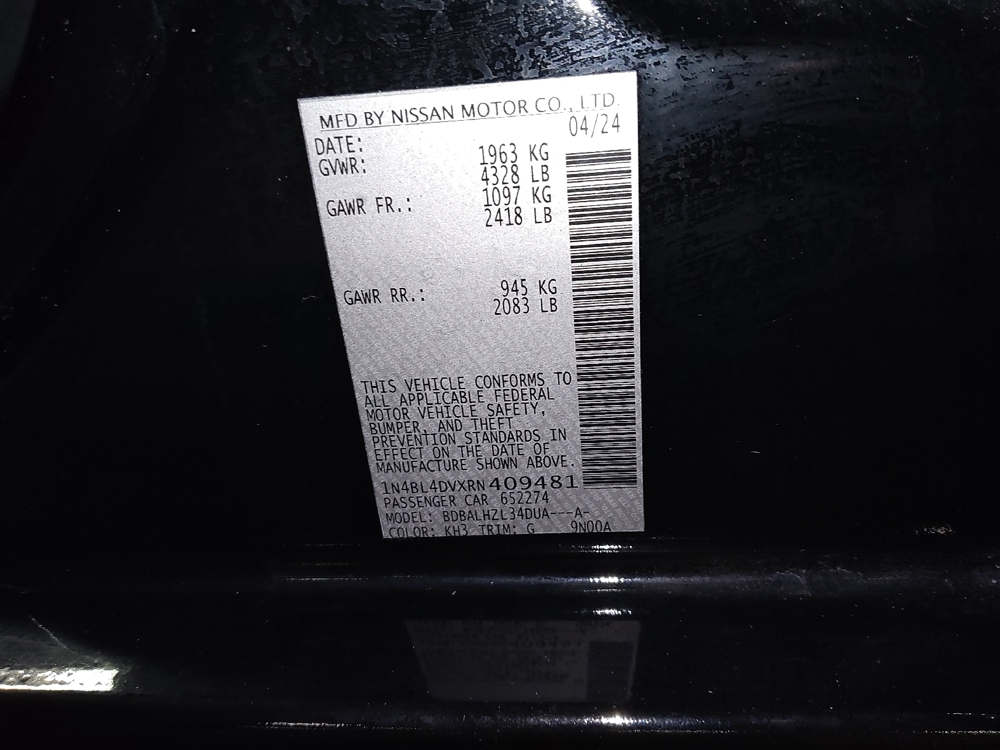 MFD BY NISSAN MOTOR CO., LTD.
DATE: 04/24
GVWR: 1963 KG
4328 LB
GAWR FR.: 1097 KG
2418 LB
GAWR RR.: 945 KG
2083 LB
THIS VEHICLE CONFORMS TO
ALL APPLICABLE FEDERAL
MOTOR VEHICLE SAFETY,
BUMPER, AND THEFT
PREVENTION STANDARDS IN
EFFECT ON THE DATE OF
MANUFACTURE SHOWN ABOVE.
1N4BL4DVXRN409481
PASSENGER CAR 652274
MODEL: BDBALHZL34DUA---A-
COLOR: KH3 TRIM: G 9N00A